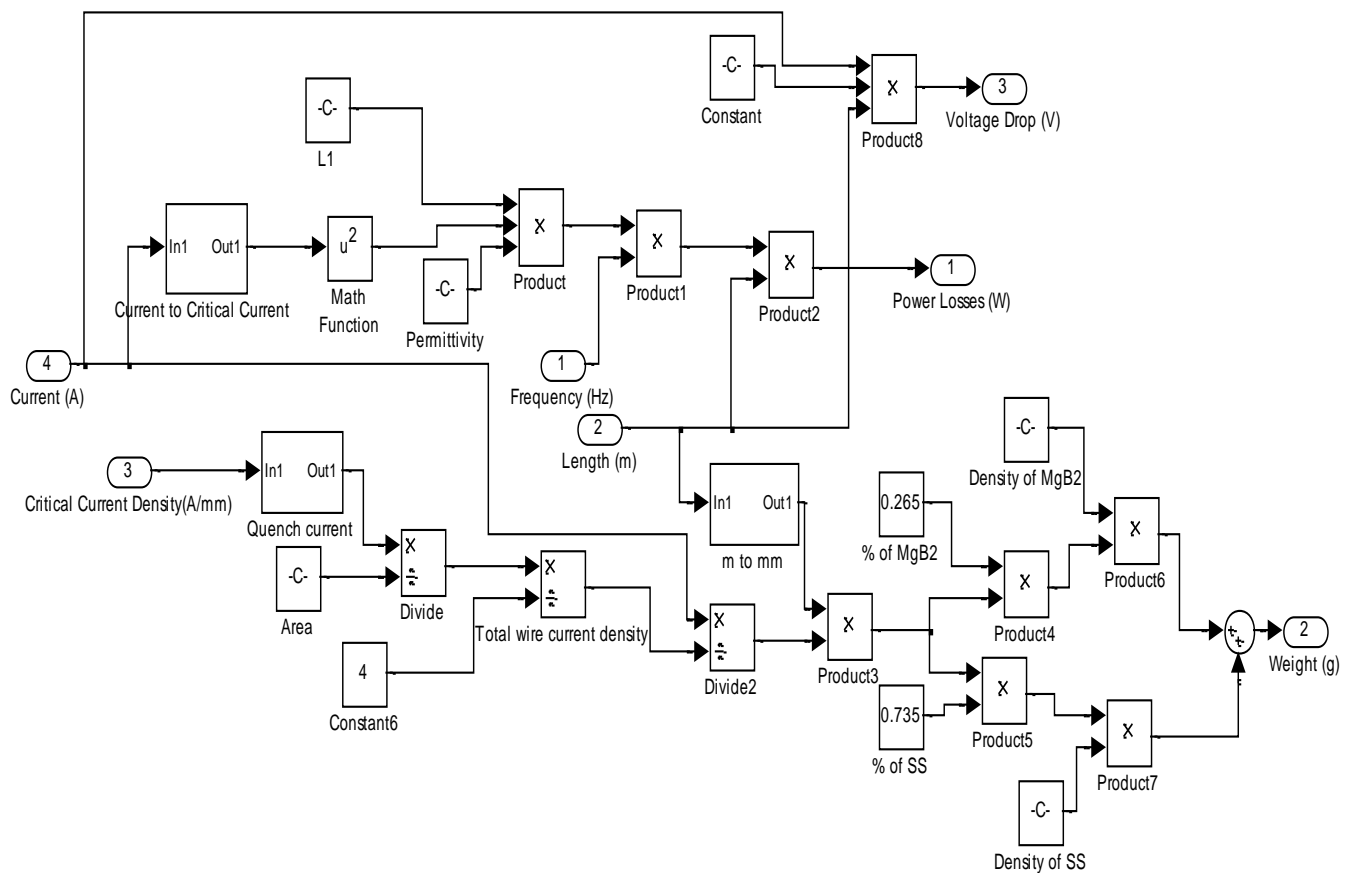 -C-
Constant
X
Product8
3
Voltage Drop (V)
-C-
L1
In1 Out1
Current to Critical Current
u2
Math
Function
-C-
Permittivity
X
Product
X
Product1
X
Product2
1
Power Losses (W)
4
Current (A)
1
Frequency (Hz)
2
Length (m)
3
Critical Current Density(A/mm)
In1 Out1
Quench current
-C-
Area
X
÷
Divide
4
Constant6
X
÷
Total wire current density
X
÷
Divide2
In1 Out1
m to mm
X
Product3
0.265
% of MgB2
0.735
% of SS
X
Product4
X
Product5
-C-
Density of MgB2
X
Product6
X
Product7
-C-
Density of SS
+
+
2
Weight (g)